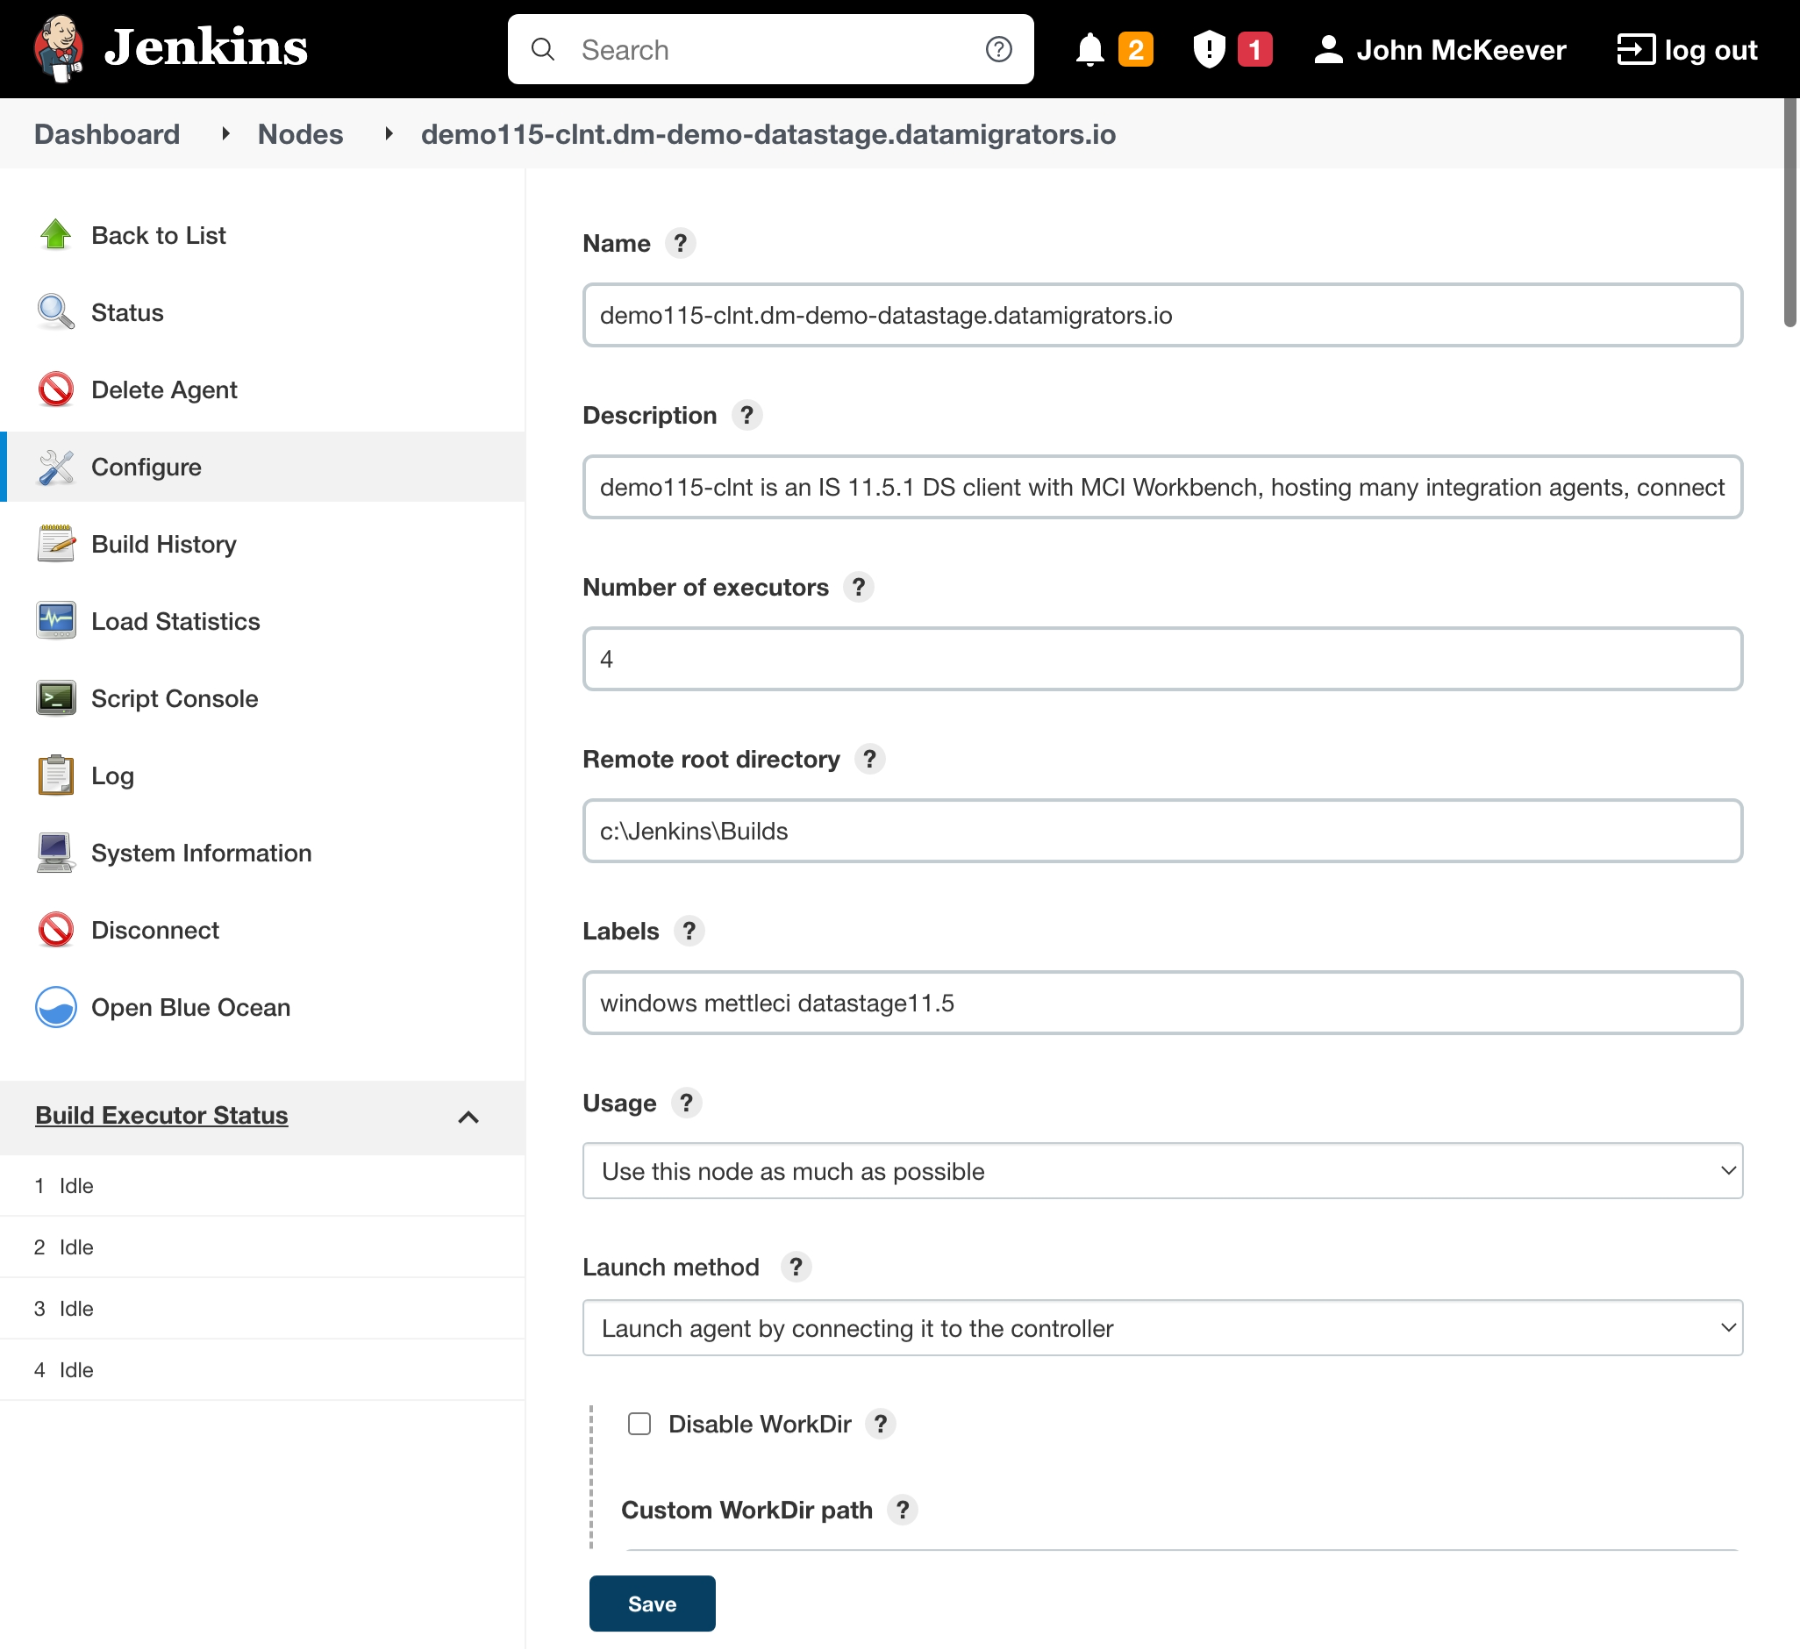 Jenkins
Search
2
1
John McKeever
log out
Dashboard
Nodes
demo115-clnt.dm-demo-datastage.datamigrators.io
Back to List
Status
Delete Agent
Configure
Build History
Load Statistics
Script Console
Log
System Information
Disconnect
Open Blue Ocean
Build Executor Status
1 Idle
2 Idle
3 Idle
4 Idle
Name ?
demo115-clnt.dm-demo-datastage.datamigrators.io
Description ?
demo115-clnt is an IS 11.5.1 DS client with MCI Workbench, hosting many integration agents, connect
Number of executors ?
4
Remote root directory ?
c:\Jenkins\Builds
Labels ?
windows mettleci datastage11.5
Usage ?
Use this node as much as possible
Launch method ?
Launch agent by connecting it to the controller
Disable WorkDir ?
Custom WorkDir path ?
Save